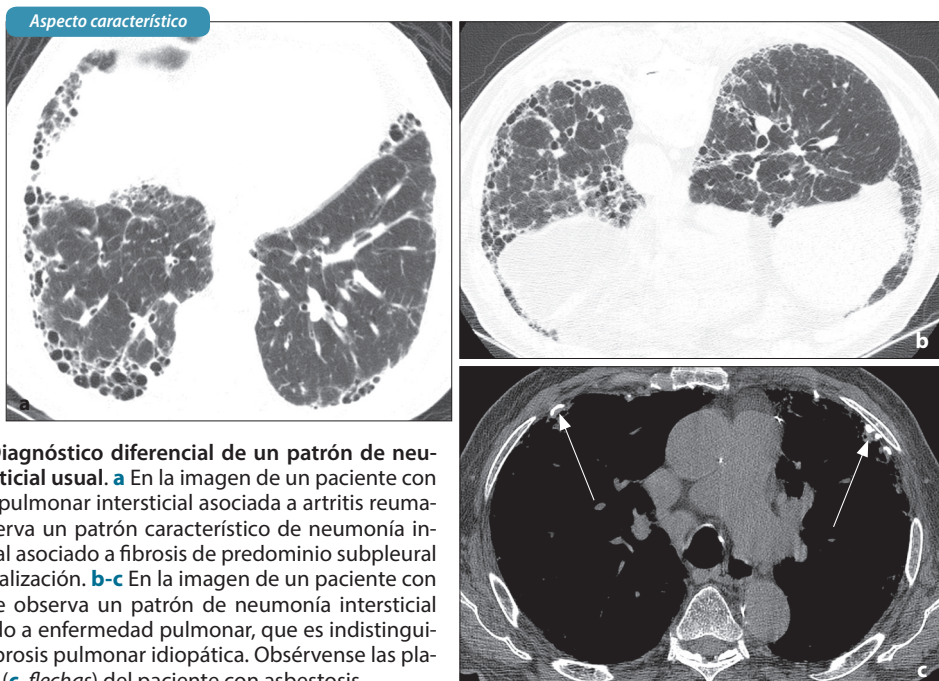 Aspecto característico
a
b
c
Diagnóstico diferencial de un patrón de neu-
ticial usual. a En la imagen de un paciente con
pulmonar intersticial asociada a artritis reuma-
erva un patrón característico de neumonía in-
al asociado a fibrosis de predominio subpleural
alización. b-c En la imagen de un paciente con
e observa un patrón de neumonía intersticial
do a enfermedad pulmonar, que es indistingui-
brosis pulmonar idiopática. Obsérvense las pla-
(c, flechas) del paciente con asbestosis.